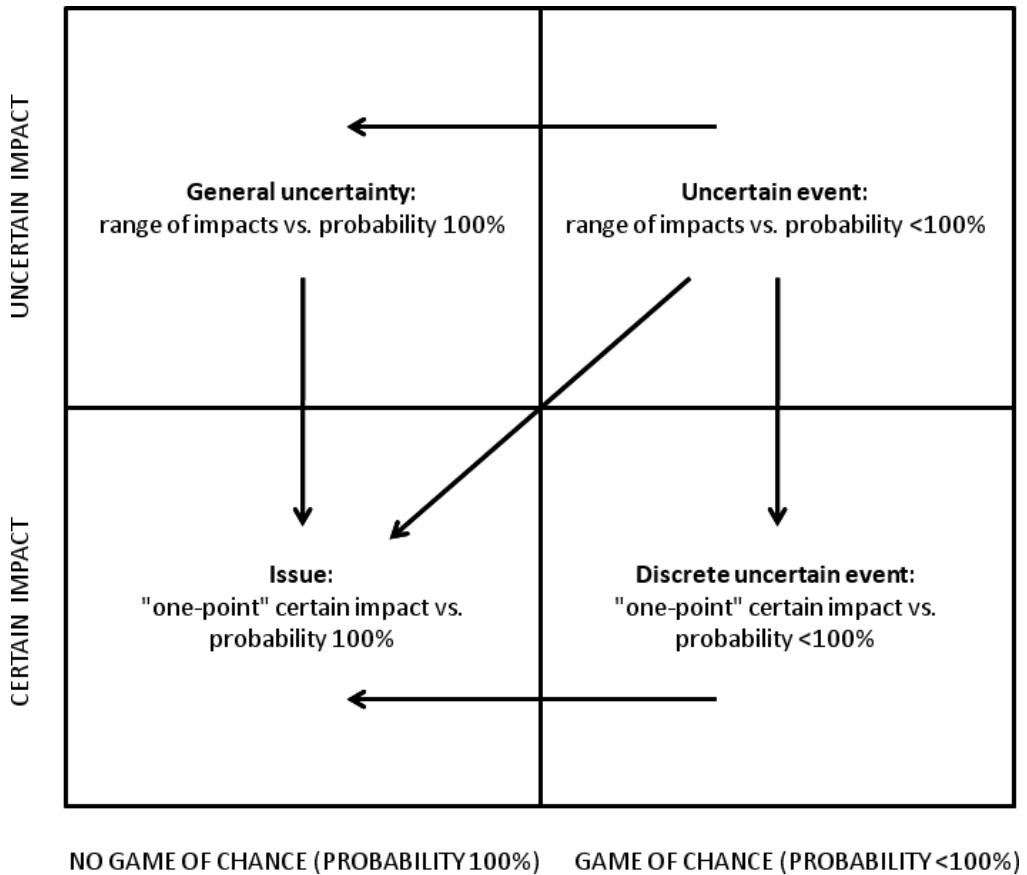 UNCERTAIN IMPACT
General uncertainty:
range of impacts vs. probability 100%
Uncertain event:
range of impacts vs. probability <100%
CERTAIN IMPACT
Issue:
"one-point" certain impact vs.
probability 100%
Discrete uncertain event:
"one-point" certain impact vs.
probability <100%
NO GAME OF CHANCE (PROBABILITY 100%)
GAME OF CHANCE (PROBABILITY <100%)